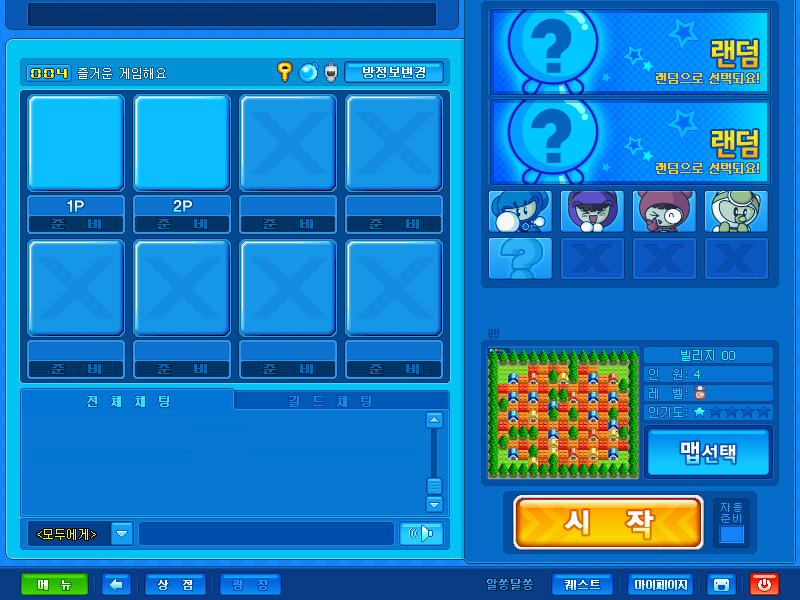 004 즐거운 게임해요
방정보변경
랜덤
랜덤으로 선택되요!
랜덤
랜덤으로 선택되요!
1P
2P
준 비
준 비
준 비
준 비
준 비
준 비
준 비
준 비
맵
빌리지 00
인 원: 4
레 벨:
인기도:
맵선택
전 체 채 팅
길 드 채 팅
<모두에게>
시 작
자동
준비
메 뉴
상 점
광 장
알쏭달쏭
퀘스트
마이페이지